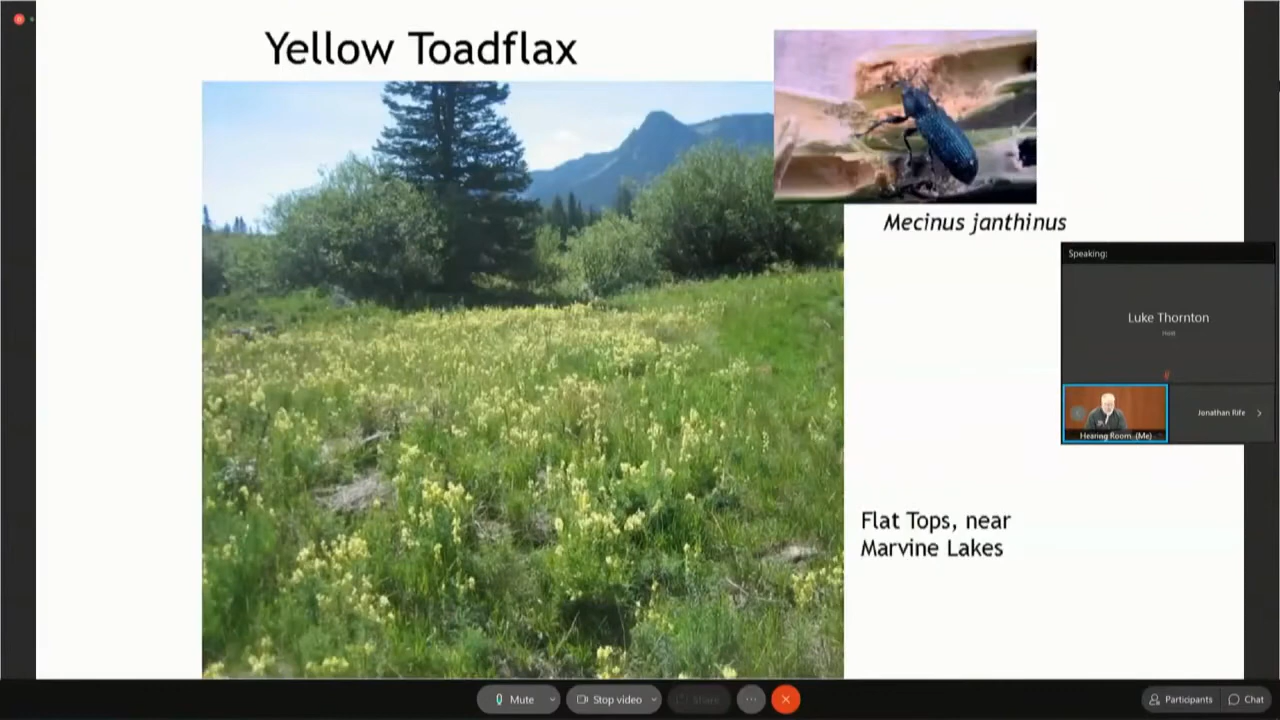 Yellow Toadflax
Mecinus janthinus
Speaking:
Luke Thornton
Host
Hearing Room (Me)
Jonathan Rife
Flat Tops, near
Marvine Lakes
Mute
Stop video
Share
Participants
Chat